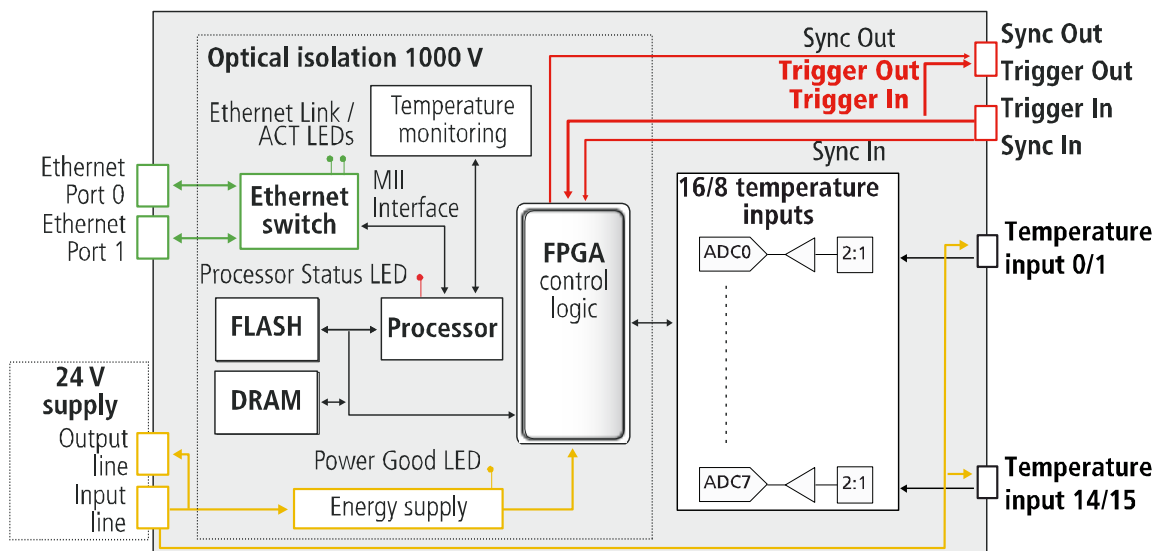 Optical isolation 1000 V
Sync Out
Trigger Out
Trigger In
Sync Out
Trigger Out
Trigger In
Sync In
Sync In
Ethernet Link /
ACT LEDs
Temperature
monitoring
Ethernet
Port 0
Ethernet
Port 1
Ethernet
switch
MII
Interface
Processor Status LED
FLASH
Processor
DRAM
FPGA
control
logic
16/8 temperature
inputs
ADC0
2:1
ADC7
2:1
Temperature
input 0/1
Temperature
input 14/15
24 V
supply
Output
line
Input
line
Power Good LED
Energy supply